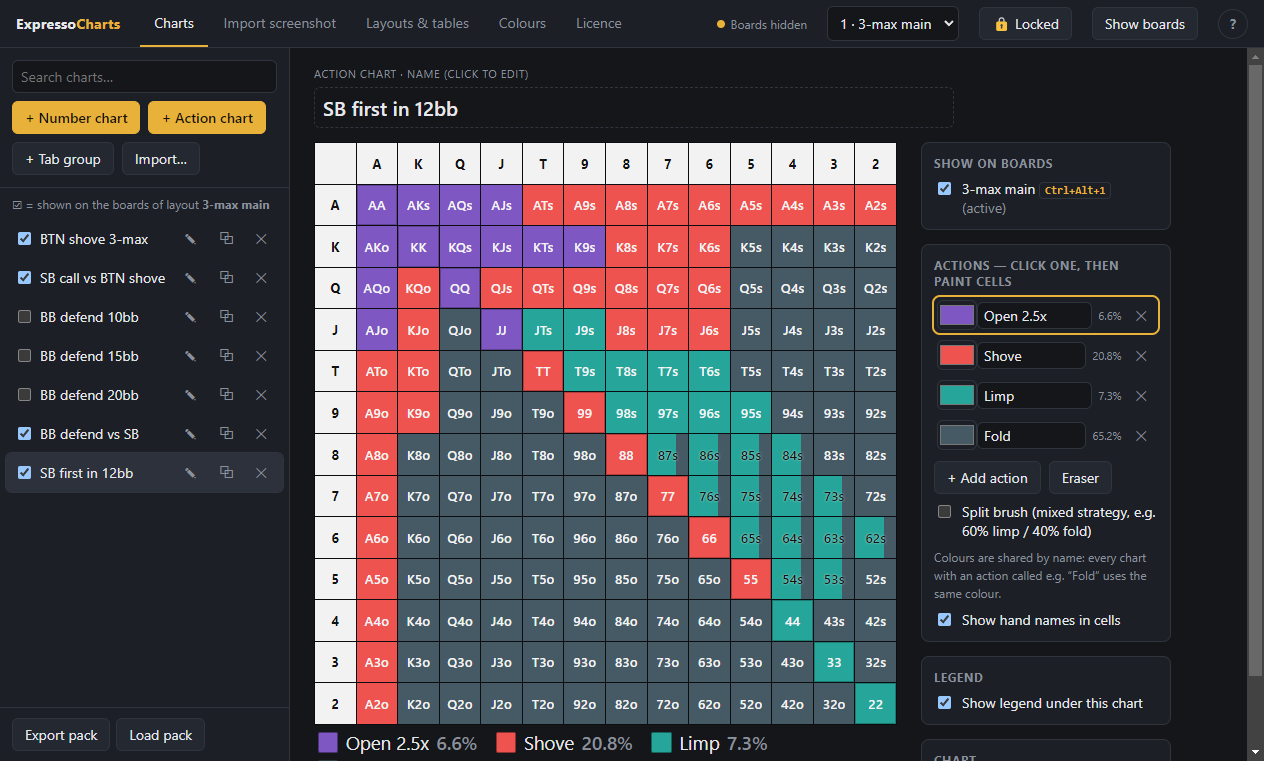 ExpressoCharts Charts Import screenshot Layouts & tables Colours Licence Boards hidden 1 · 3-max main Locked Show boards ?
Search charts...
+ Number chart + Action chart
+ Tab group Import...
☑ = shown on the boards of layout 3-max main
BTN shove 3-max
SB call vs BTN shove
BB defend 10bb
BB defend 15bb
BB defend 20bb
BB defend vs SB
SB first in 12bb
Export pack Load pack
ACTION CHART · NAME (CLICK TO EDIT)
SB first in 12bb
A K Q J T 9 8 7 6 5 4 3 2
A AA AKs AQs AJs ATs A9s A8s A7s A6s A5s A4s A3s A2s
K AKo KK KQs KJs KTs K9s K8s K7s K6s K5s K4s K3s K2s
Q AQo KQo QQ QJs QTs Q9s Q8s Q7s Q6s Q5s Q4s Q3s Q2s
J AJo KJo QJo JJ JTs J9s J8s J7s J6s J5s J4s J3s J2s
T ATo KTo QTo JTo TT T9s T8s T7s T6s T5s T4s T3s T2s
9 A9o K9o Q9o J9o T9o 99 98s 97s 96s 95s 94s 93s 92s
8 A8o K8o Q8o J8o T8o 98o 88 87s 86s 85s 84s 83s 82s
7 A7o K7o Q7o J7o T7o 97o 87o 77 76s 75s 74s 73s 72s
6 A6o K6o Q6o J6o T6o 96o 86o 76o 66 65s 64s 63s 62s
5 A5o K5o Q5o J5o T5o 95o 85o 75o 65o 55 54s 53s 52s
4 A4o K4o Q4o J4o T4o 94o 84o 74o 64o 54o 44 43s 42s
3 A3o K3o Q3o J3o T3o 93o 83o 73o 63o 53o 43o 33 32s
2 A2o K2o Q2o J2o T2o 92o 82o 72o 62o 52o 42o 32o 22
Open 2.5x 6.6% Shove 20.8% Limp 7.3%
SHOW ON BOARDS
3-max main Ctrl+Alt+1
(active)
ACTIONS — CLICK ONE, THEN
PAINT CELLS
Open 2.5x 6.6%
Shove 20.8%
Limp 7.3%
Fold 65.2%
+ Add action Eraser
Split brush (mixed strategy, e.g.
60% limp / 40% fold)
Colours are shared by name: every chart
with an action called e.g. “Fold” uses the
same colour.
Show hand names in cells
LEGEND
Show legend under this chart
CHART